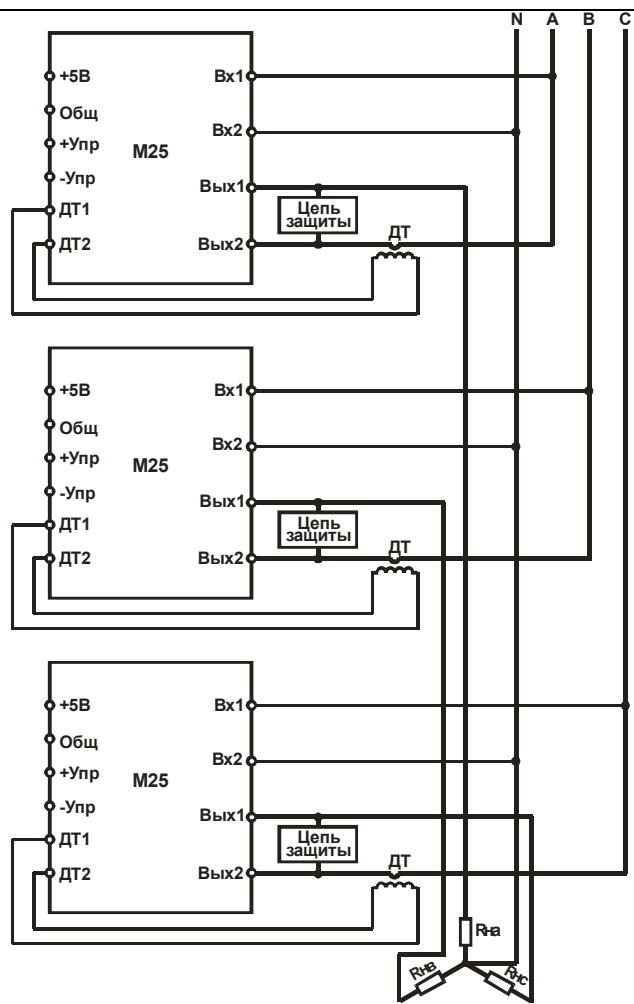 N A B C
+5В Вх1
Общ
Вх2
+Упр
М25
-Упр
Вых1
ДТ1
Цепь
защиты
ДТ
ДТ2 Вых2
+5В Вх1
Общ
Вх2
+Упр
М25
-Упр
Вых1
ДТ1
Цепь
защиты
ДТ
ДТ2 Вых2
+5В Вх1
Общ
Вх2
+Упр
М25
-Упр
Вых1
ДТ1
Цепь
защиты
ДТ
ДТ2 Вых2
Rна
Rнв
Rнс